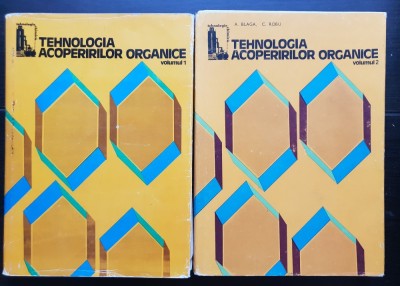 TEHNOLOGIA
ACOPERIRILOR ORGANICE
volumul 1
A. BLAGA, C. ROBU
TEHNOLOGIA
ACOPERIRILOR ORGANICE
volumul 2